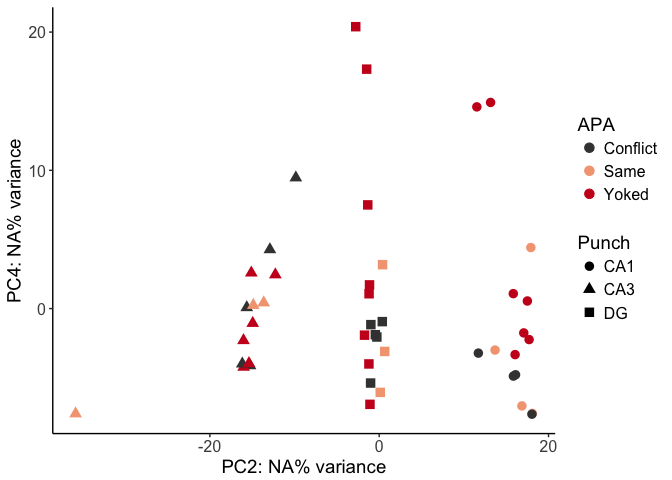 20
10
0
PC4: NA% variance
-20
0
20
PC2: NA% variance
APA
Conflict
Same
Yoked
Punch
CA1
CA3
DG